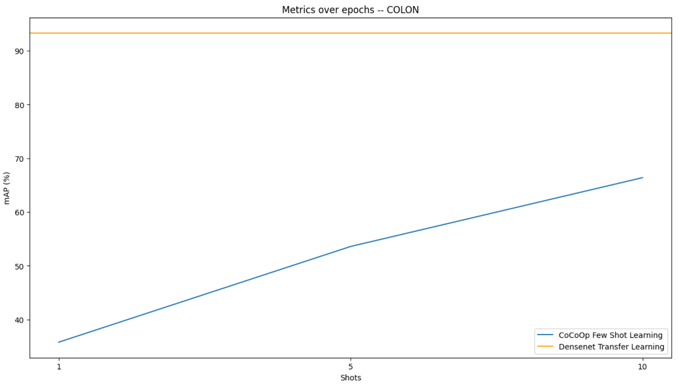 Metrics over epochs -- COLON
mAP (%)
90
80
70
60
50
40
1
5
10
Shots
CoCoOp Few Shot Learning
Densenet Transfer Learning